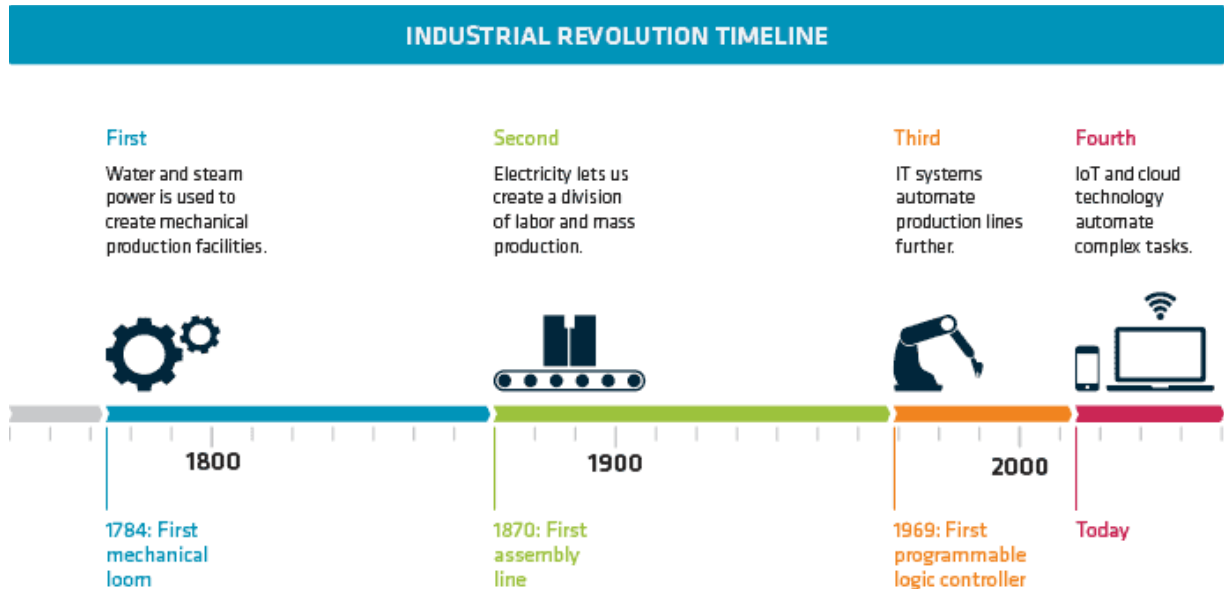 INDUSTRIAL REVOLUTION TIMELINE
First
Water and steam
power is used to
create mechanical
production facilities.
Second
Electricity lets us
create a division
of labor and mass
production.
Third
IT systems
automate
production lines
further.
Fourth
IoT and cloud
technology
automate
complex tasks.
1800
1900
2000
1784: First
mechanical
loom
1870: First
assembly
line
1969: First
programmable
logic controller
Today